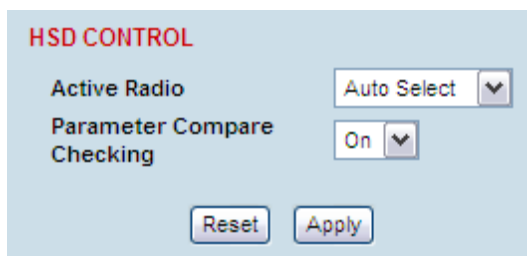 HSD CONTROL
Active Radio Auto Select
Parameter Compare
Checking On
Reset Apply